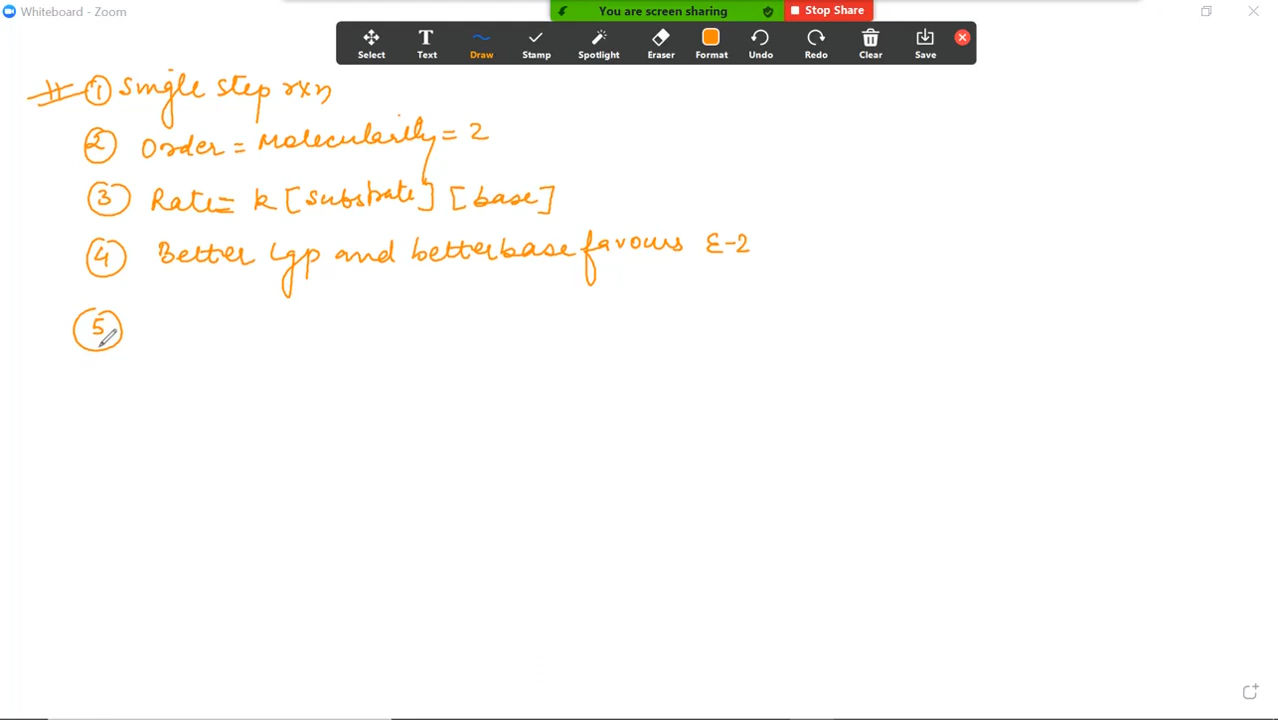 Whiteboard - Zoom
You are screen sharing
Stop Share
Select Text Draw Stamp Spotlight Eraser Format Undo Redo Clear Save
1 Single step rxn
2 Order = Molecularity = 2
3 Rate = k [substrate] [base]
4 Better Lgp and better base favours E-2
5